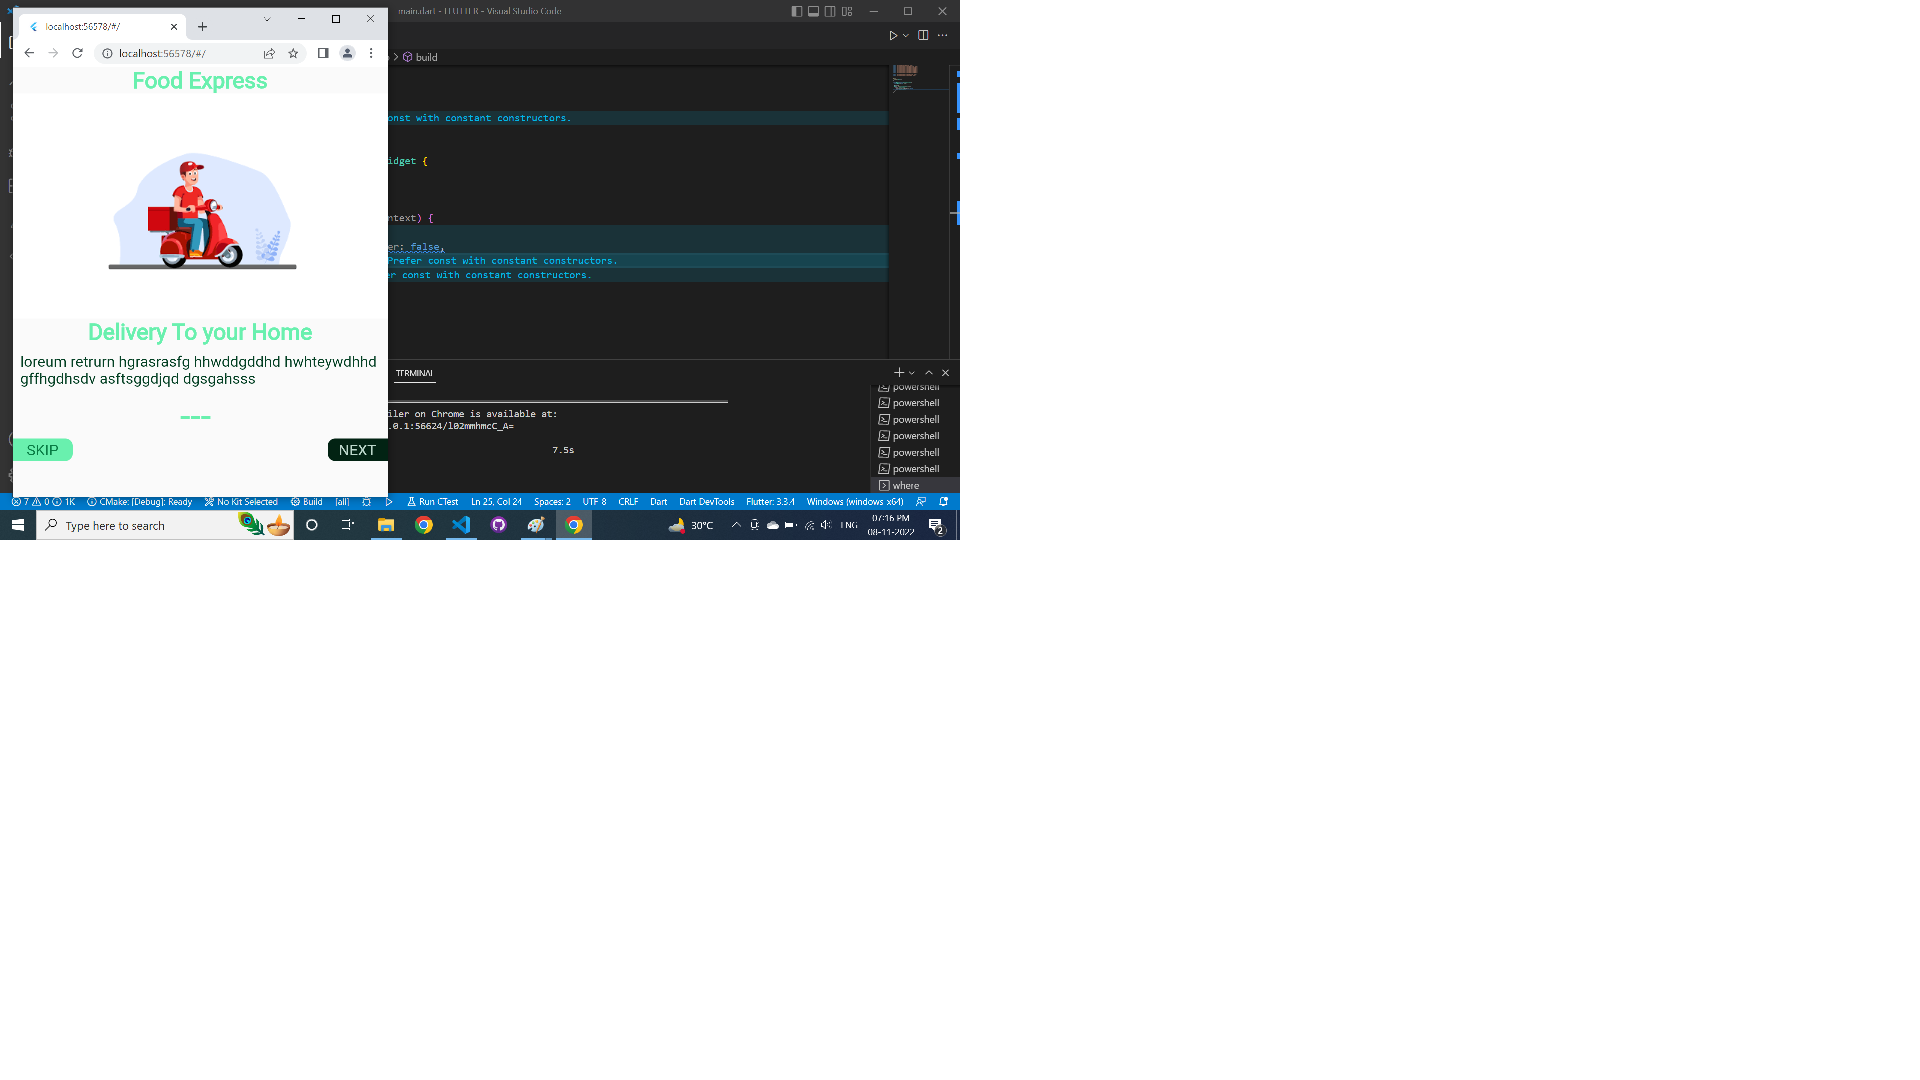 localhost:56578/#/
main.dart - FLUTTER - Visual Studio Code
localhost:56578/#/
build
Food Express
Delivery To your Home
loreum retrurn hgrasrasfg hhwddgddhd hwhteywdhhd
gffhgdhsdv asftsggdjqd dgsgahsss
---
SKIP
NEXT
onst with constant constructors.
idget {
ntext) {
er: false,
Prefer const with constant constructors.
er const with constant constructors.
TERMINAL
iler on Chrome is available at:
.0.1:56624/l02mmhmcC_A=
7.5s
powershell
powershell
powershell
powershell
powershell
powershell
where
7 0 1K CMake: [Debug]: Ready No Kit Selected Build [all] Run CTest Ln 25, Col 24 Spaces: 2 UTF-8 CRLF Dart Dart DevTools Flutter: 3.3.4 Windows (windows-x64)
Type here to search
30°C
ENG
07:16 PM
08-11-2022
2